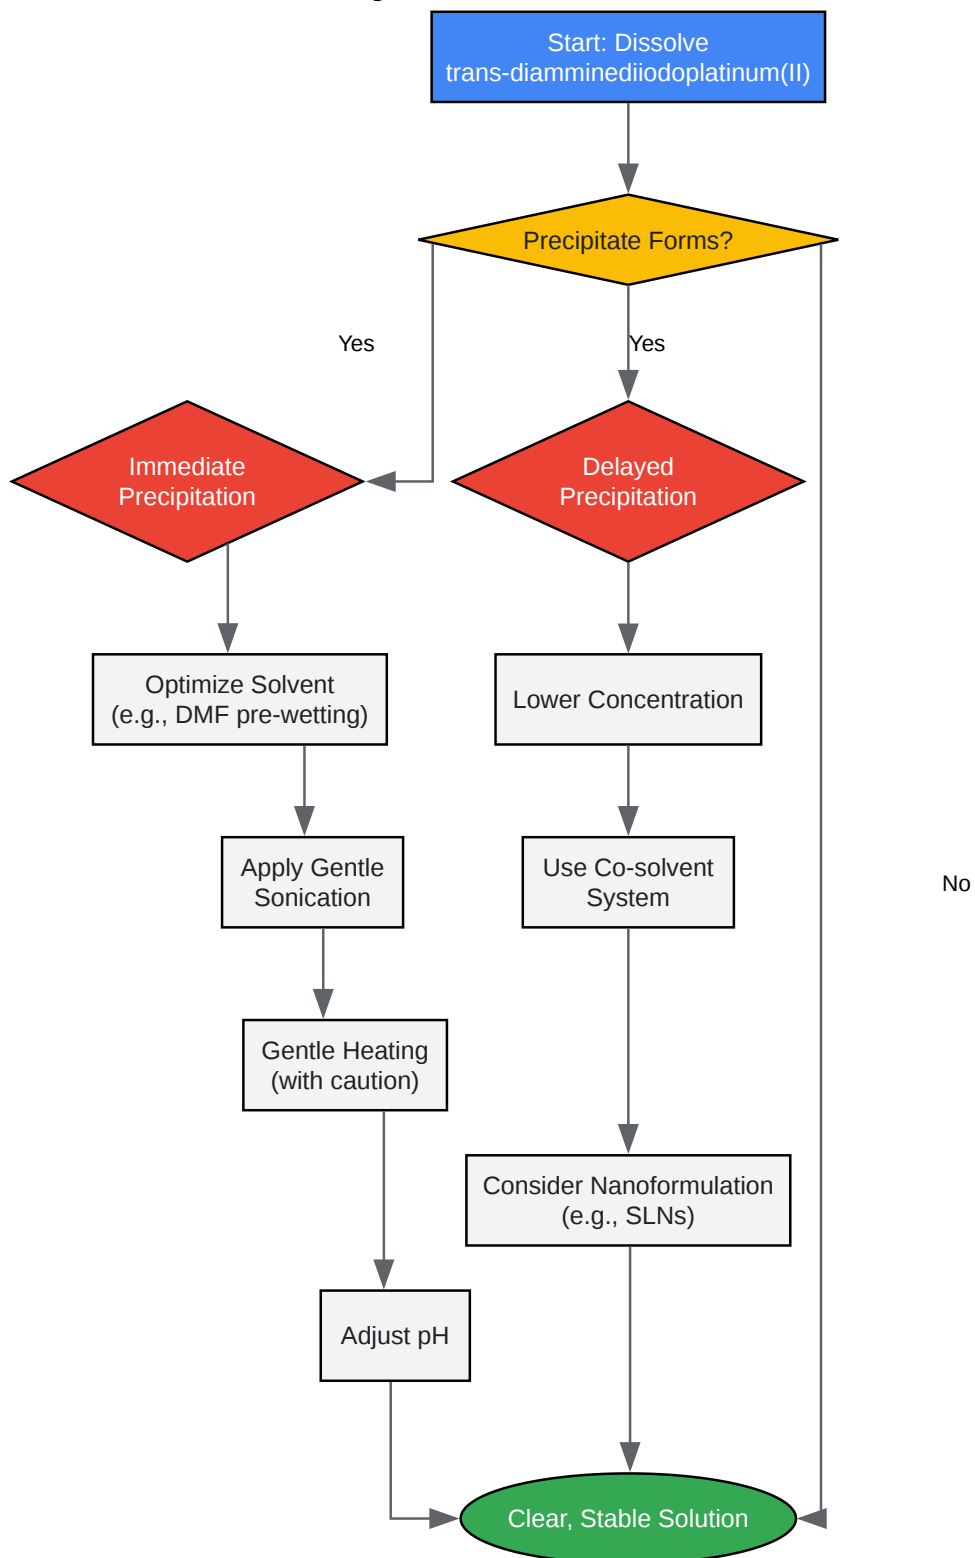 Start: Dissolve
trans-diamminediiodoplatinum(II)
Precipitate Forms?
Yes
Yes
Immediate
Precipitation
Delayed
Precipitation
Optimize Solvent
(e.g., DMF pre-wetting)
Lower Concentration
Apply Gentle
Sonication
Use Co-solvent
System
No
Gentle Heating
(with caution)
Consider Nanoformulation
(e.g., SLNs)
Adjust pH
Clear, Stable Solution